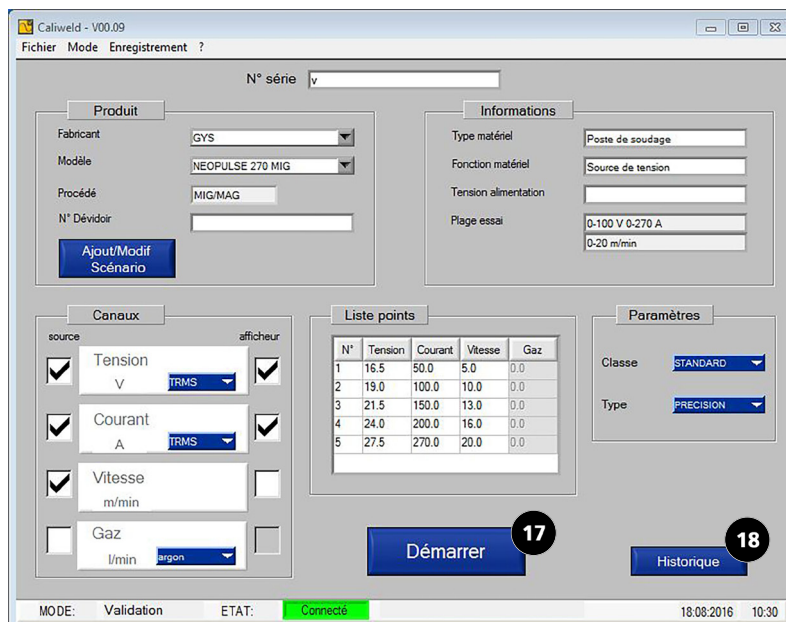 Caliweld - V00.09
Fichier Mode Enregistrement ?
N° série v
Produit
Fabricant GYS
Modèle NEOPULSE 270 MIG
Procédé MIG/MAG
N° Dévidoir
Ajout/Modif
Scénario
Informations
Type matériel Poste de soudage
Fonction matériel Source de tension
Tension alimentation
Plage essai 0-100 V 0-270 A
0-20 m/min
Canaux
source afficheur
Tension
V TRMS
Courant
A TRMS
Vitesse
m/min
Gaz
l/min argon
Liste points
N° Tension Courant Vitesse Gaz
1 16.5 50.0 5.0 0.0
2 19.0 100.0 10.0 0.0
3 21.5 150.0 13.0 0.0
4 24.0 200.0 16.0 0.0
5 27.5 270.0 20.0 0.0
Paramètres
Classe STANDARD
Type PRECISION
Démarrer 17
Historique 18
MODE: Validation ETAT: Connecté 18:08:2016 10:30